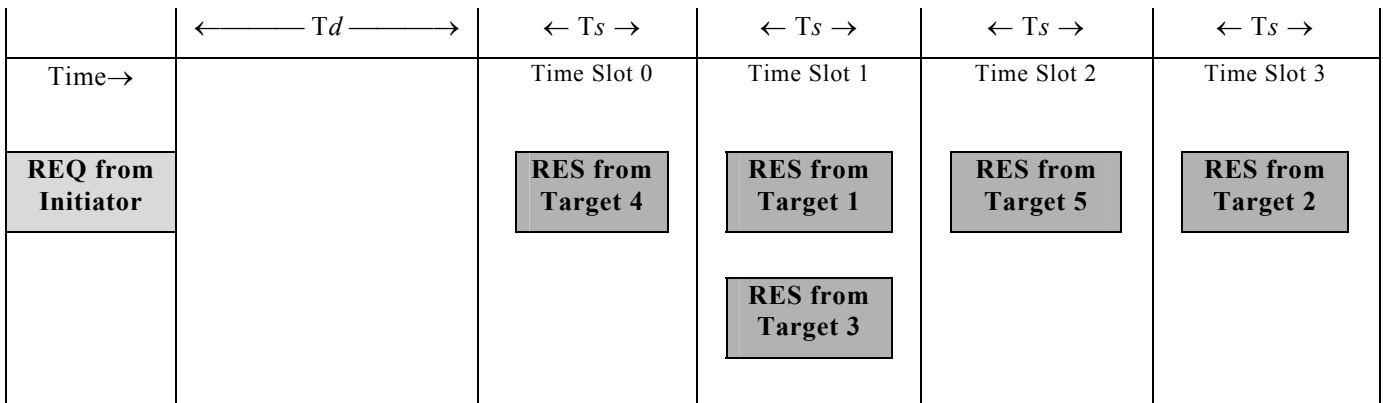 ←——— Td ———→ ← Ts → ← Ts → ← Ts → ← Ts →
Time→ Time Slot 0 Time Slot 1 Time Slot 2 Time Slot 3
REQ from
Initiator
RES from
Target 4
RES from
Target 1
RES from
Target 5
RES from
Target 2
RES from
Target 3